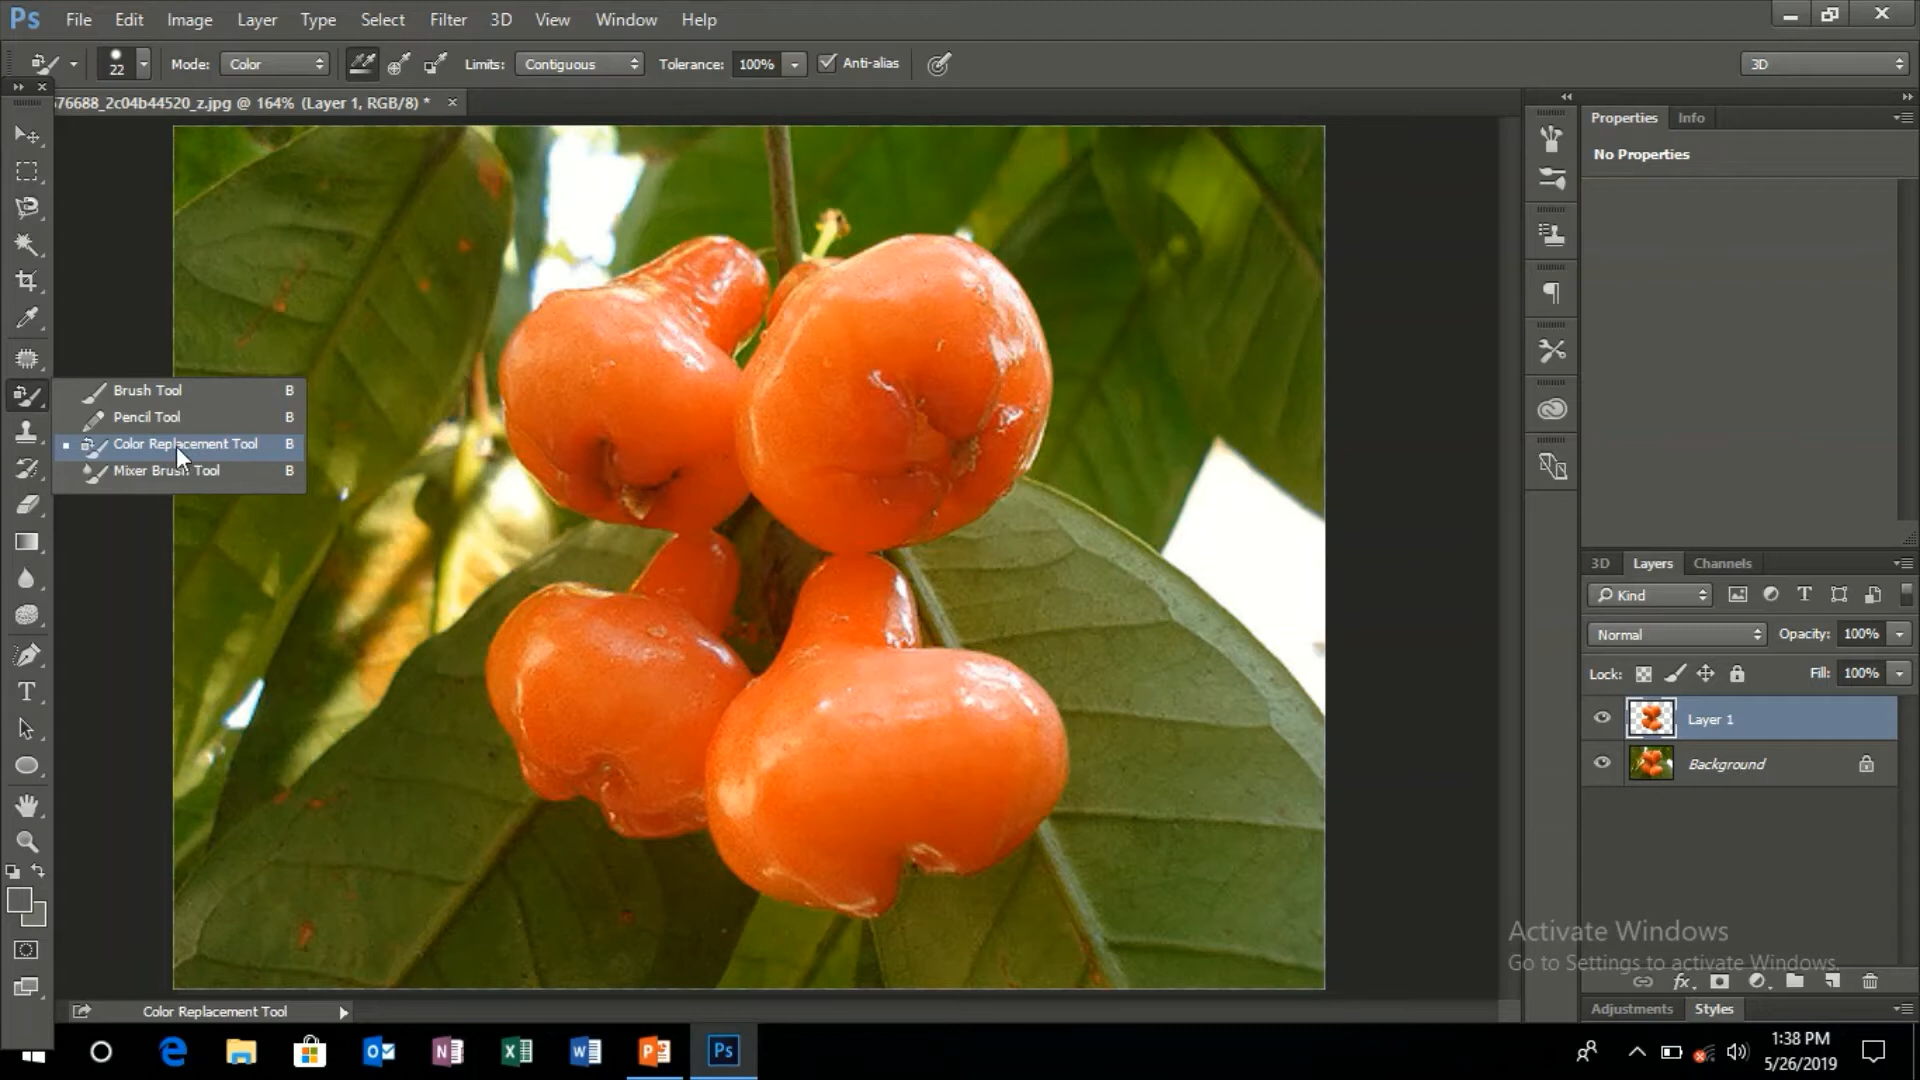 Ps File Edit Image Layer Type Select Filter 3D View Window Help
22 Mode: Color Limits: Contiguous Tolerance: 100% Anti-alias 3D
76688_2c04b44520_z.jpg @ 164% (Layer 1, RGB/8) *
Properties Info
No Properties
Brush Tool B
Pencil Tool B
Color Replacement Tool B
Mixer Brush Tool B
3D Layers Channels
Kind
Normal Opacity: 100%
Lock: Fill: 100%
Layer 1
Background
Activate Windows
Go to Settings to activate Windows.
Color Replacement Tool
Adjustments Styles
1:38 PM
5/26/2019